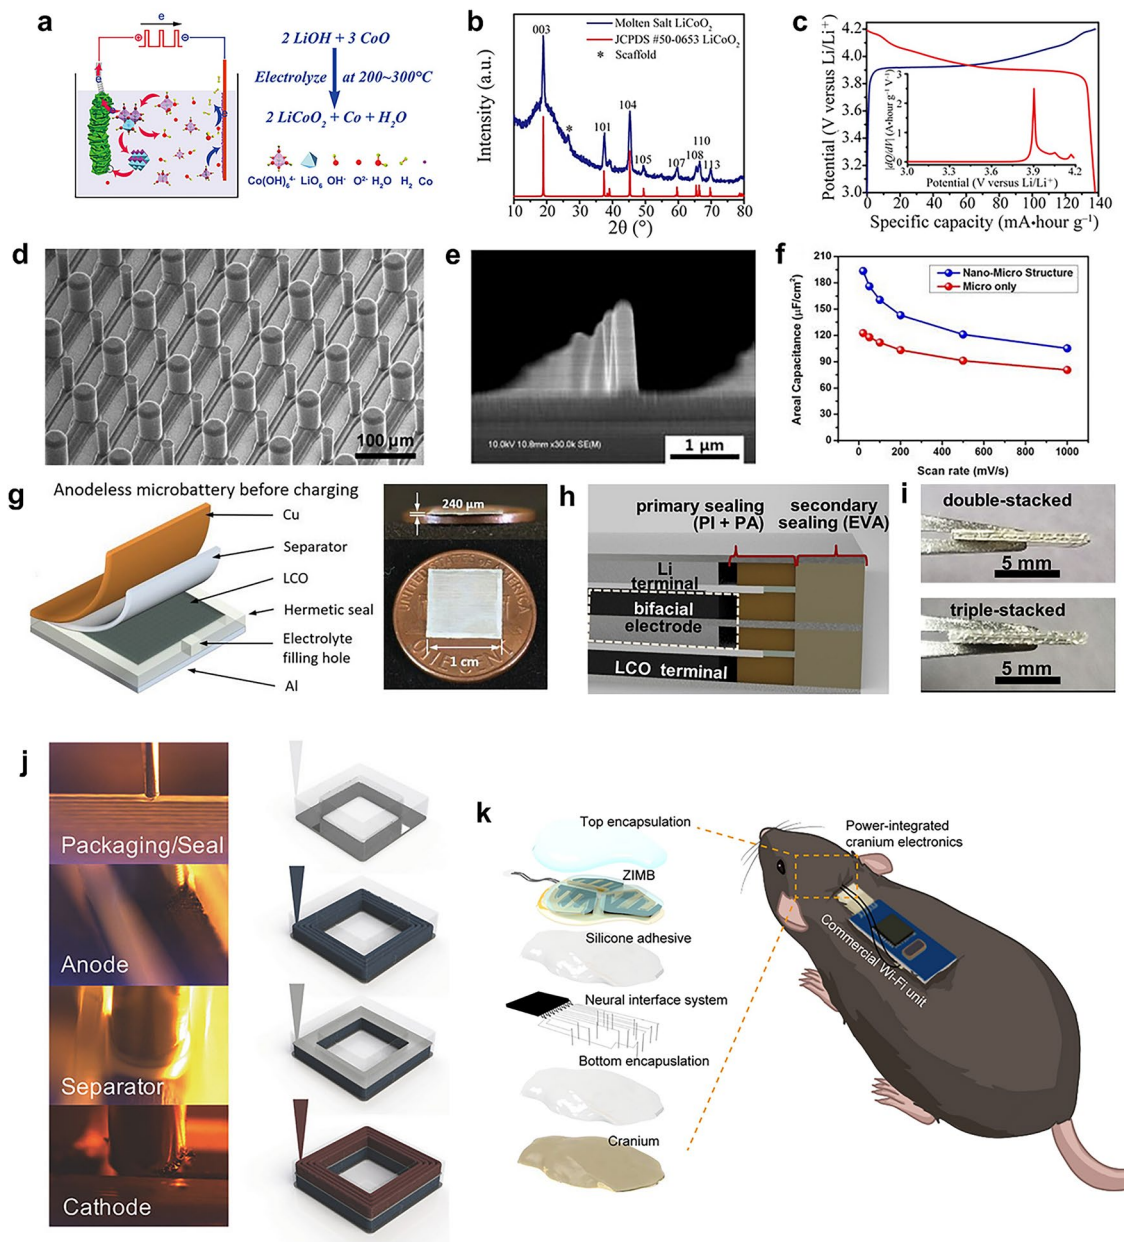 a
e
2 LiOH + 3 CoO
Electrolyze at 200~300°C
2 LiCoO₂ + Co + H₂O
Co(OH)₆⁴⁻ LiO₆ OH⁻ O²⁻ H₂O H₂ Co
b
Molten Salt LiCoO₂
JCPDS #50-0653 LiCoO₂
* Scaffold
003
*
101
104
105
107
108
110
113
Intensity (a.u.)
10 20 30 40 50 60 70 80
2θ (°)
c
Potential (V versus Li/Li⁺)
4.2
4.0
3.8
3.6
3.4
3.2
3.0
|dQ/dV| (A•hour g⁻¹ V⁻¹)
3
2
1
0
3.0 3.3 3.6 3.9 4.2
Potential (V versus Li/Li⁺)
0 20 40 60 80 100 120 140
Specific capacity (mA•hour g⁻¹)
d
100 µm
e
10.0kV 10.8mm x30.0k SE(M)
1 µm
f
Nano-Micro Structure
Micro only
Areal Capacitance (µF/cm²)
210
180
150
120
90
60
30
0
0 200 400 600 800 1000
Scan rate (mV/s)
g
Anodeless microbattery before charging
Cu
Separator
LCO
Hermetic seal
Electrolyte
filling hole
Al
240 µm
1 cm
h
primary sealing
(PI + PA)
secondary
sealing (EVA)
Li
terminal
bifacial
electrode
LCO terminal
i
double-stacked
5 mm
triple-stacked
5 mm
j
Packaging/Seal
Anode
Separator
Cathode
k
Top encapsulation
ZIMB
Silicone adhesive
Neural interface system
Bottom encapuslation
Cranium
Power-integrated
cranium electronics
Commercial Wi-Fi unit